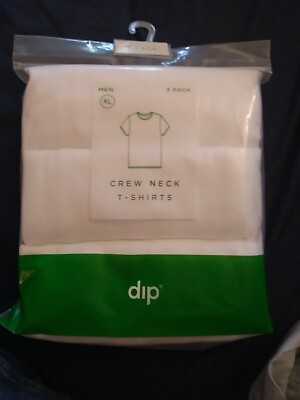 MEN
XL
3 PACK
CREW NECK
T-SHIRTS
dip